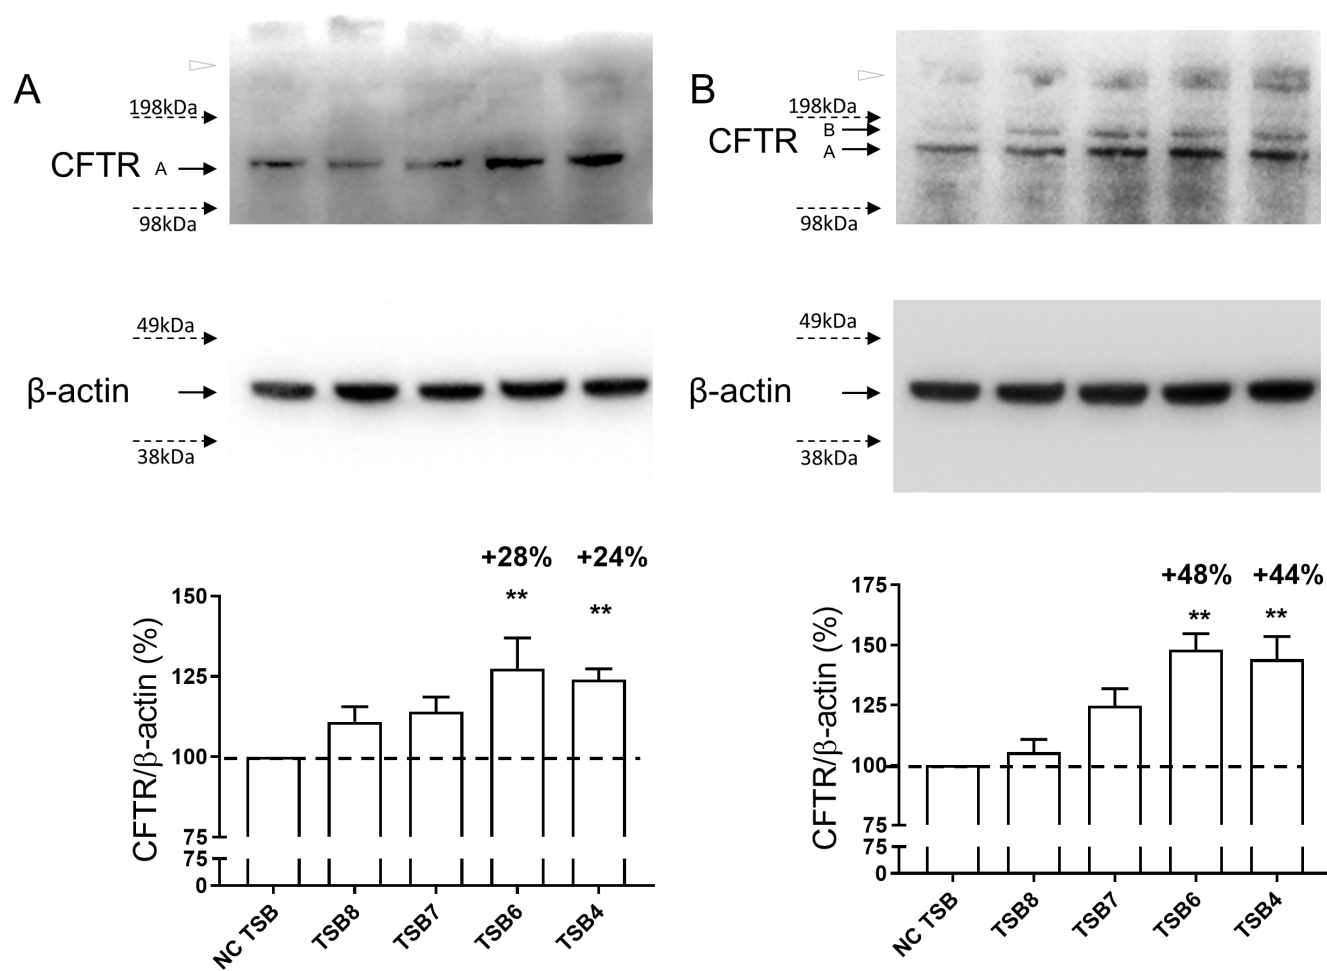 A
198kDa
CFTR A
98kDa
49kDa
β-actin
38kDa
+28% +24%
** **
CFTR/β-actin (%)
150
125
100
75
75
0
NC TSB TSB8 TSB7 TSB6 TSB4
B
198kDa
B
CFTR A
98kDa
49kDa
β-actin
38kDa
+48% +44%
** **
CFTR/β-actin (%)
175
150
125
100
75
75
0
NC TSB TSB8 TSB7 TSB6 TSB4